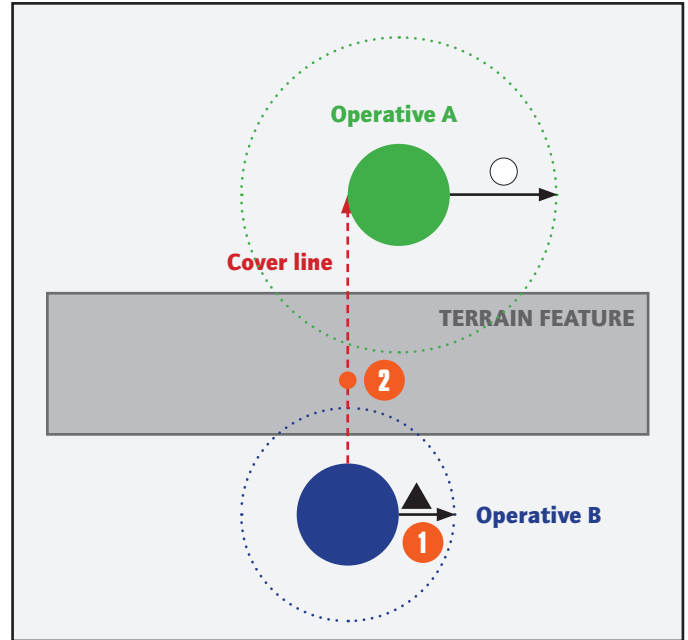 Operative A
Cover line
TERRAIN FEATURE
2
Operative B
1